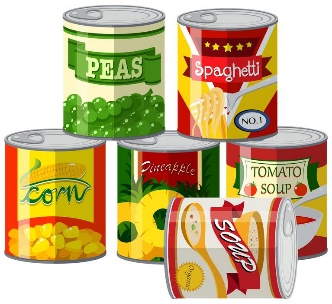 PEAS
Spaghetti
NO.1
corn
Pineapple
TOMATO
SOUP
SOUP